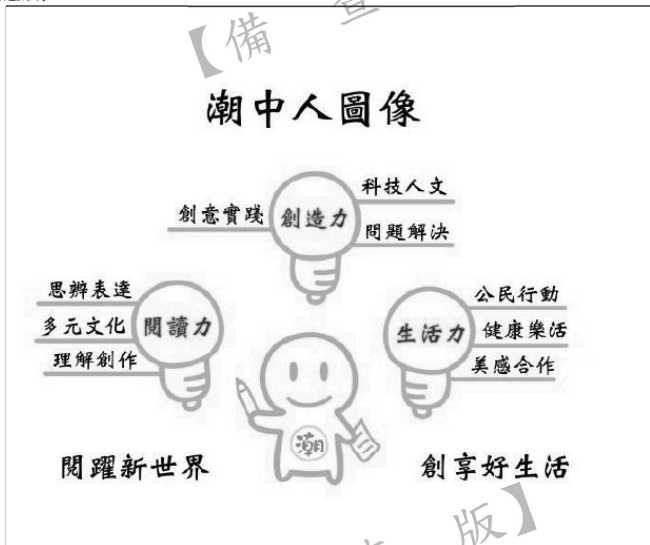 【備查
潮中人圖像
科技人文
創意實踐
創造力
問題解決
思辨表達
多元文化
閱讀力
理解創作
公民行動
生活力
健康樂活
美感合作
潮
閱躍新世界
創享好生活
版】